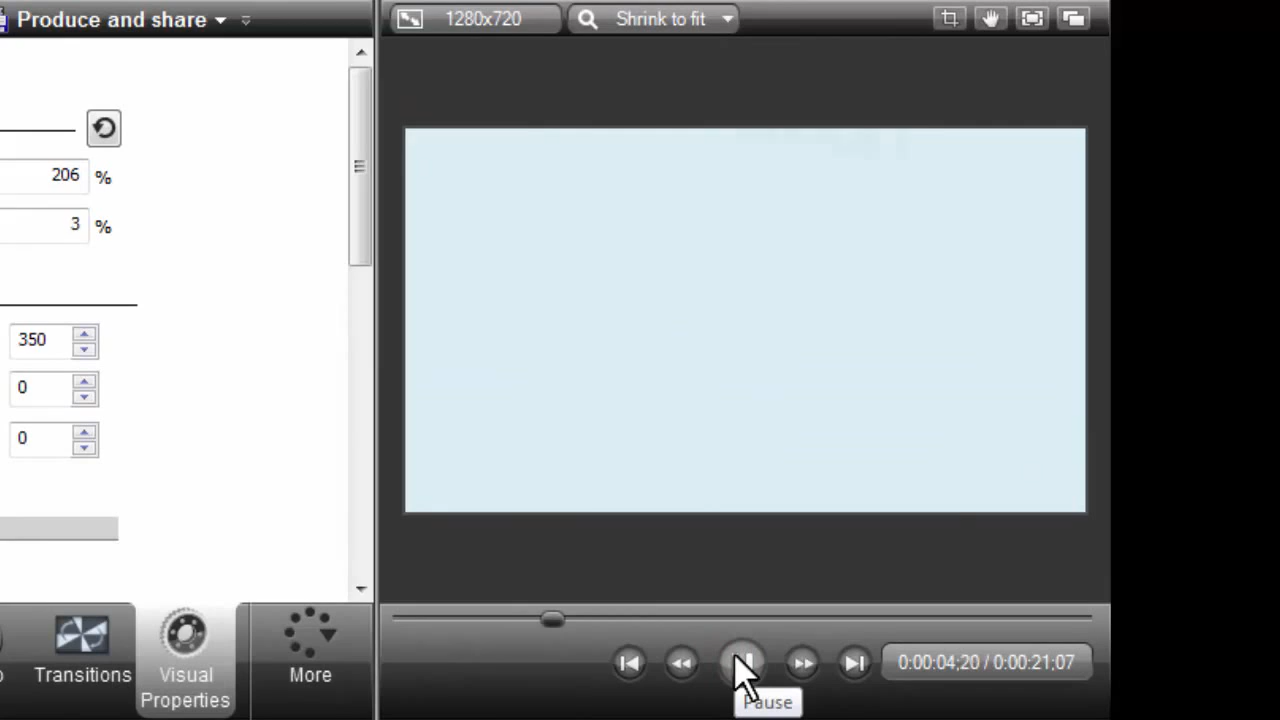 Produce and share
1280x720
Shrink to fit
206 %
3 %
350
0
0
Transitions
Visual
Properties
More
0:00:04;20 / 0:00:21;07
Pause